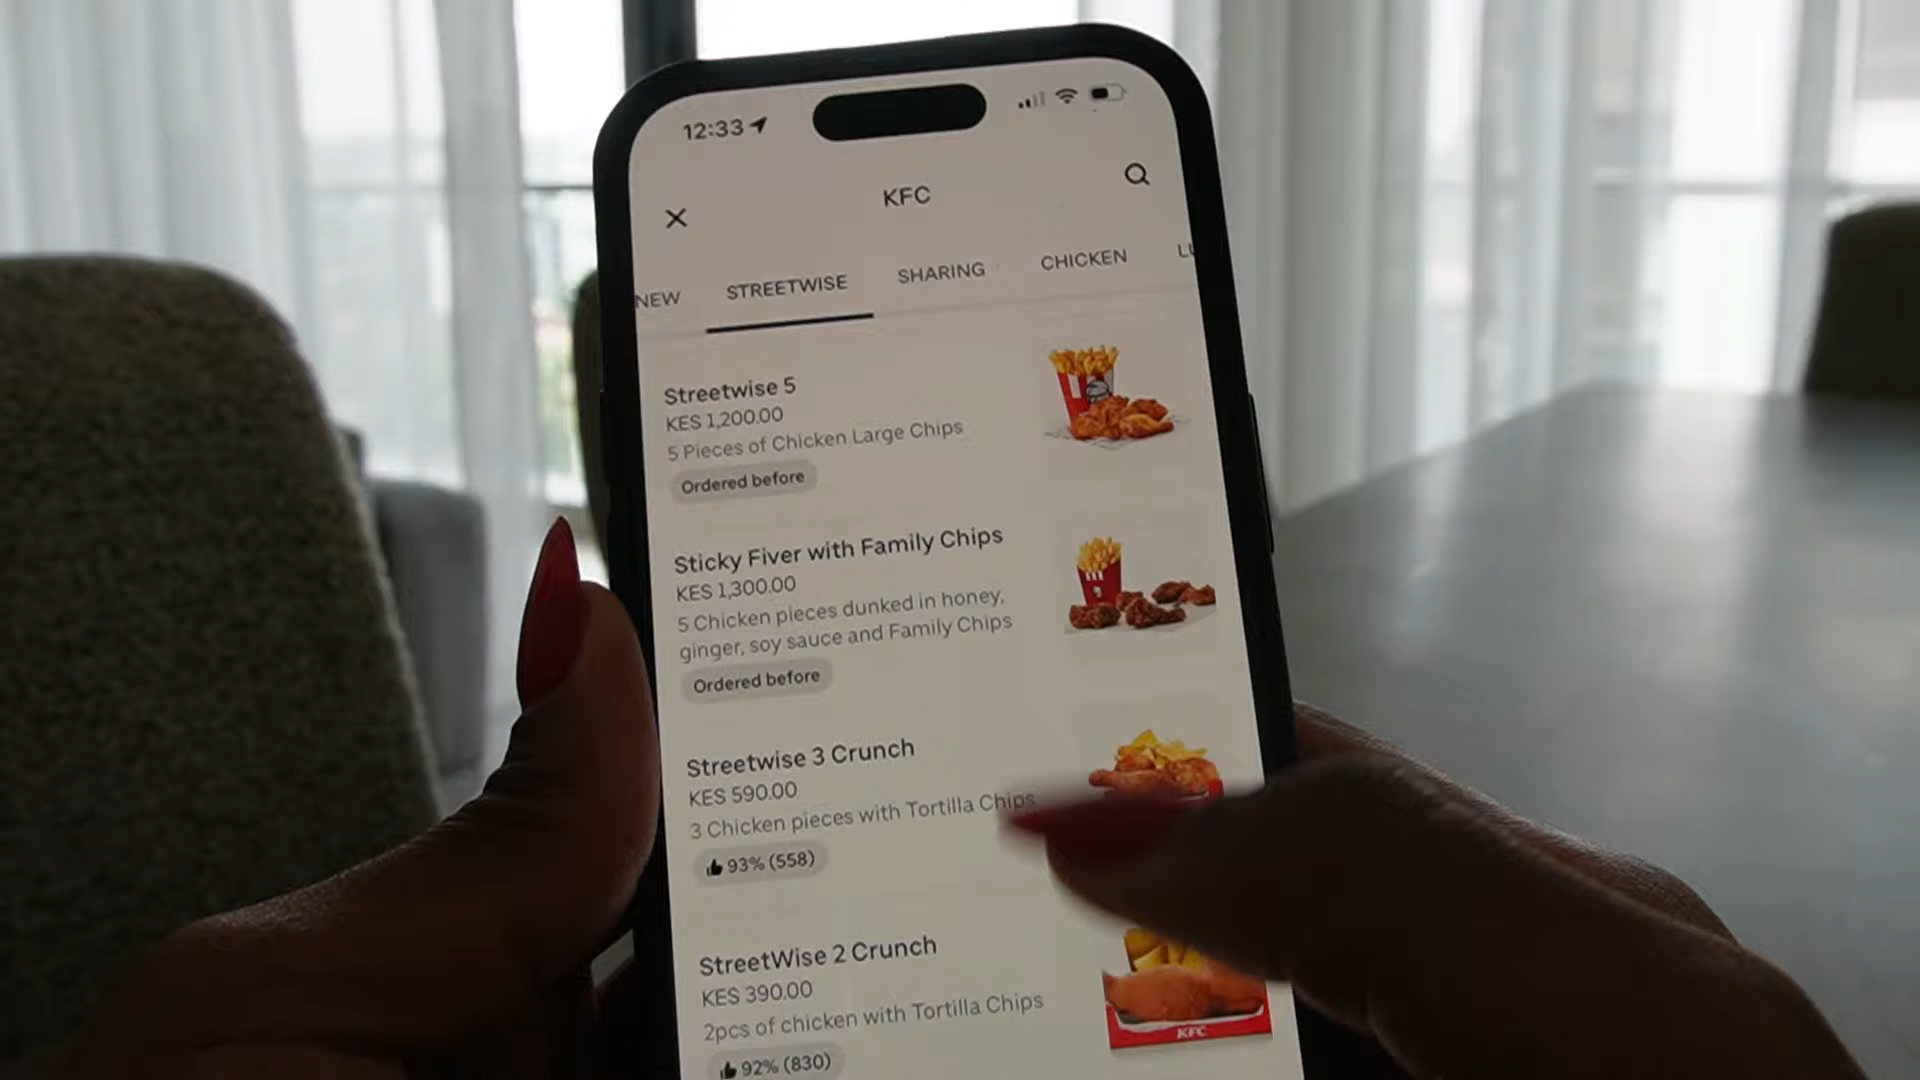 12:33
KFC
NEW STREETWISE SHARING CHICKEN
Streetwise 5
KES 1,200.00
5 Pieces of Chicken Large Chips
Ordered before
Sticky Fiver with Family Chips
KES 1,300.00
5 Chicken pieces dunked in honey,
ginger, soy sauce and Family Chips
Ordered before
Streetwise 3 Crunch
KES 590.00
3 Chicken pieces with Tortilla Chips
93% (558)
StreetWise 2 Crunch
KES 390.00
2pcs of chicken with Tortilla Chips
KFC
92% (830)